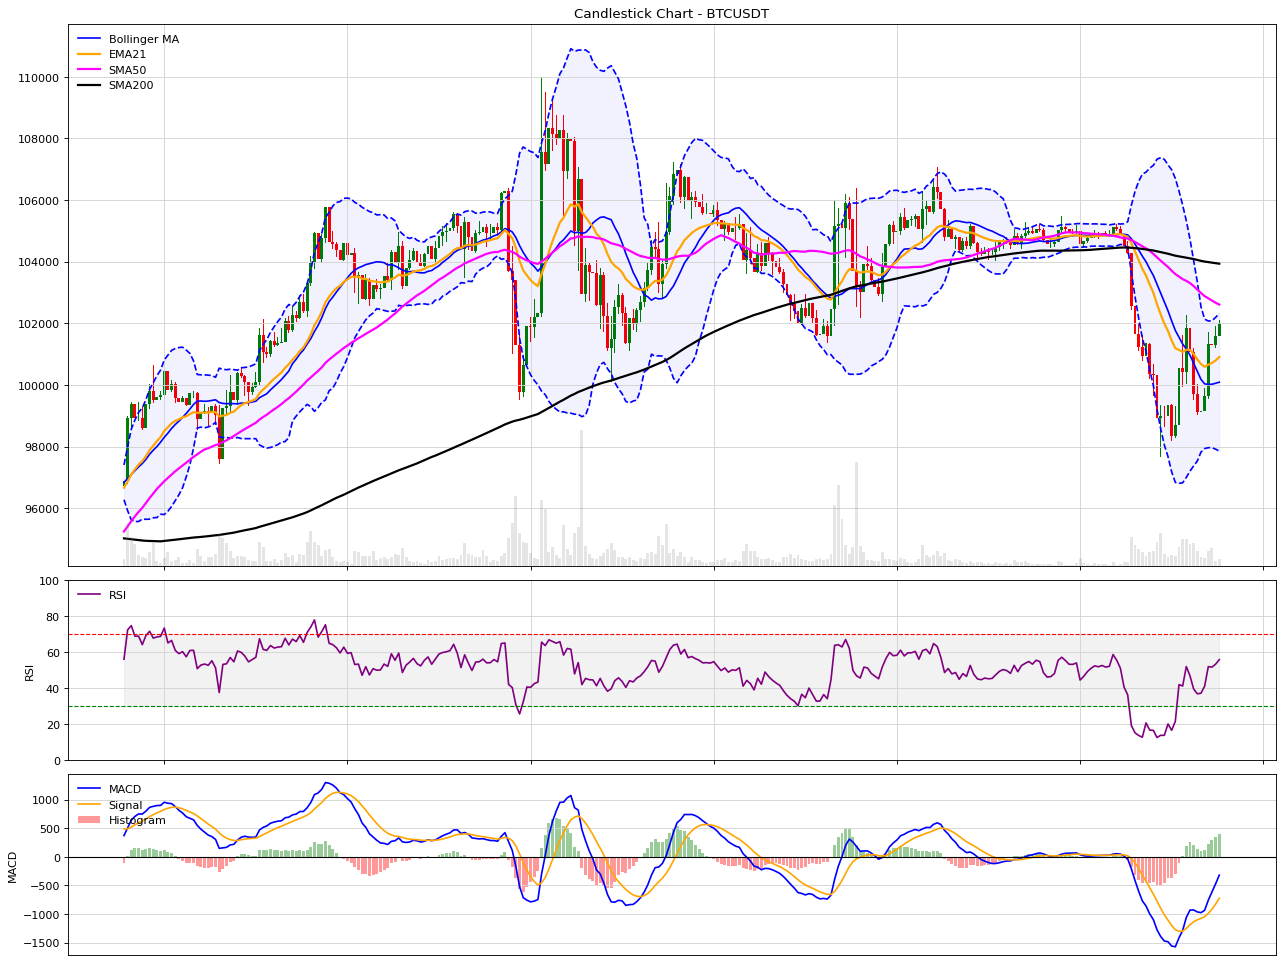 Candlestick Chart - BTCUSDT
Bollinger MA
EMA21
SMA50
SMA200
110000
108000
106000
104000
102000
100000
98000
96000
RSI
100
80
60
40
20
0
RSI
MACD
Signal
Histogram
1000
500
0
−500
−1000
−1500
MACD